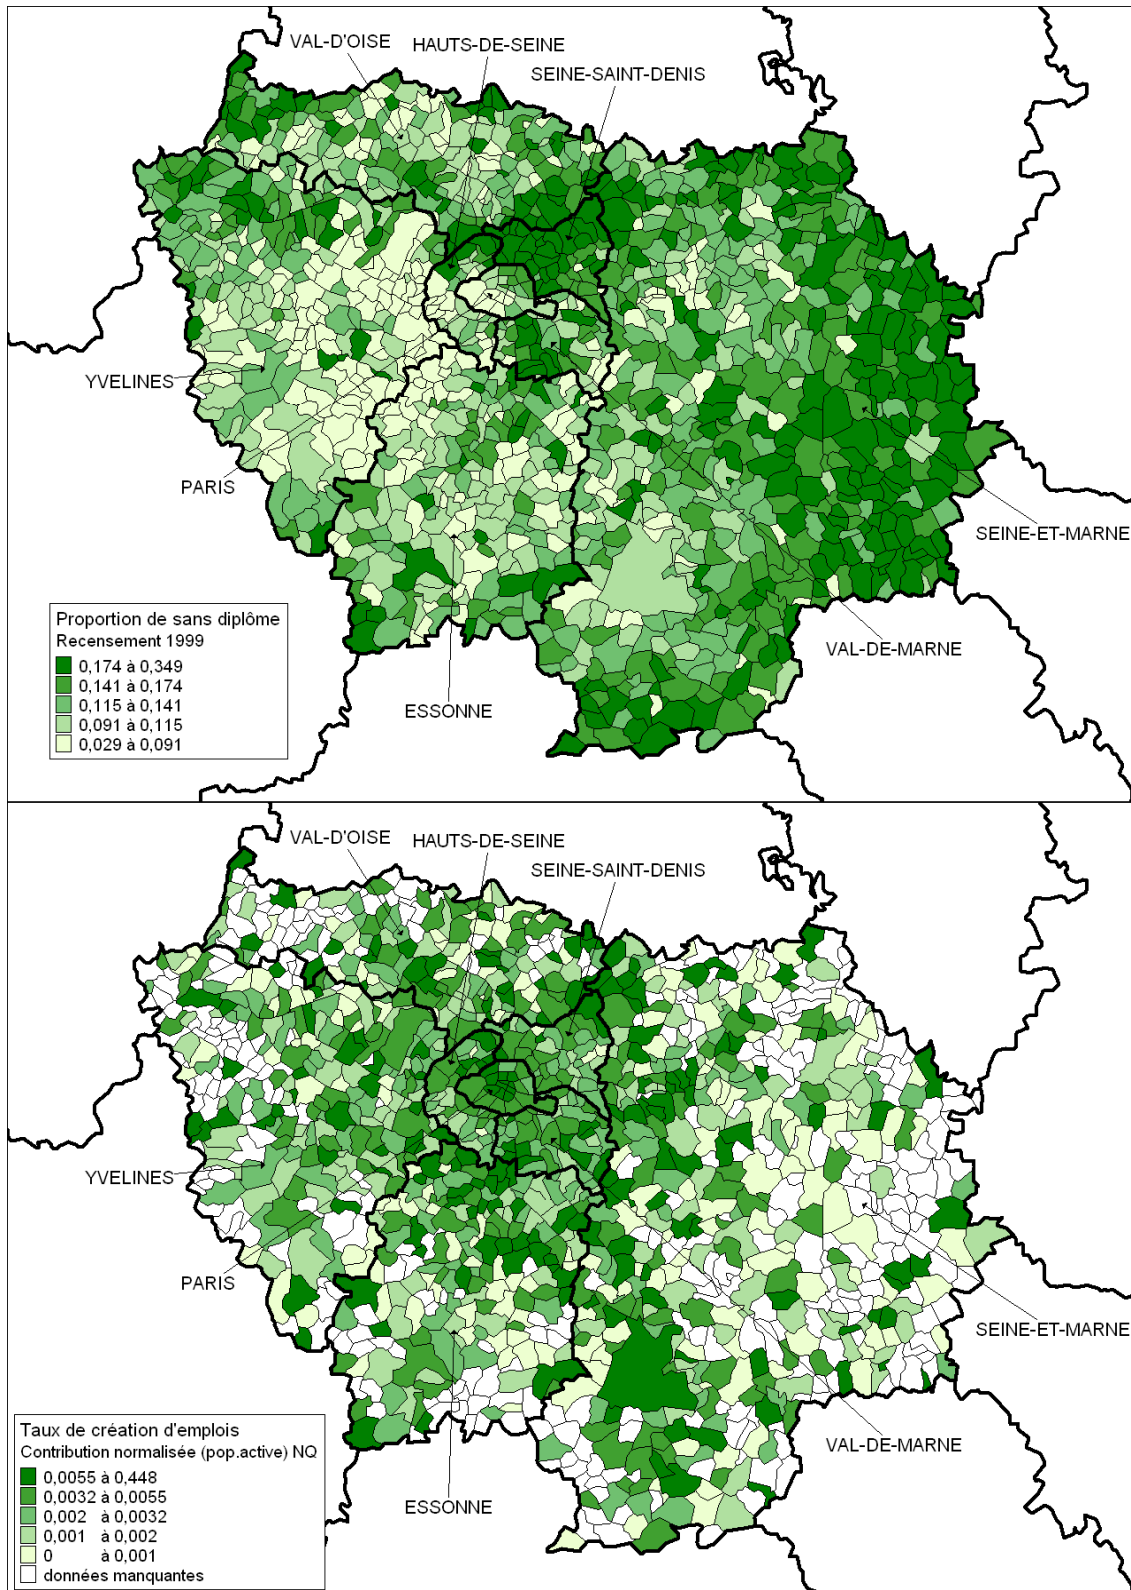 VAL-D'OISE
HAUTS-DE-SEINE
SEINE-SAINT-DENIS
YVELINES
PARIS
SEINE-ET-MARNE
VAL-DE-MARNE
ESSONNE
Proportion de sans diplôme
Recensement 1999
0,174 à 0,349
0,141 à 0,174
0,115 à 0,141
0,091 à 0,115
0,029 à 0,091
VAL-D'OISE
HAUTS-DE-SEINE
SEINE-SAINT-DENIS
YVELINES
PARIS
SEINE-ET-MARNE
VAL-DE-MARNE
ESSONNE
Taux de création d'emplois
Contribution normalisée (pop.active) NQ
0,0055 à 0,448
0,0032 à 0,0055
0,002 à 0,0032
0,001 à 0,002
0 à 0,001
données manquantes